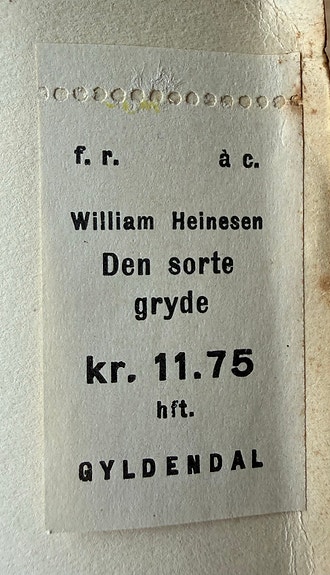 f. r. à c.
William Heinesen
Den sorte
gryde
kr. 11.75
hft.
GYLDENDAL